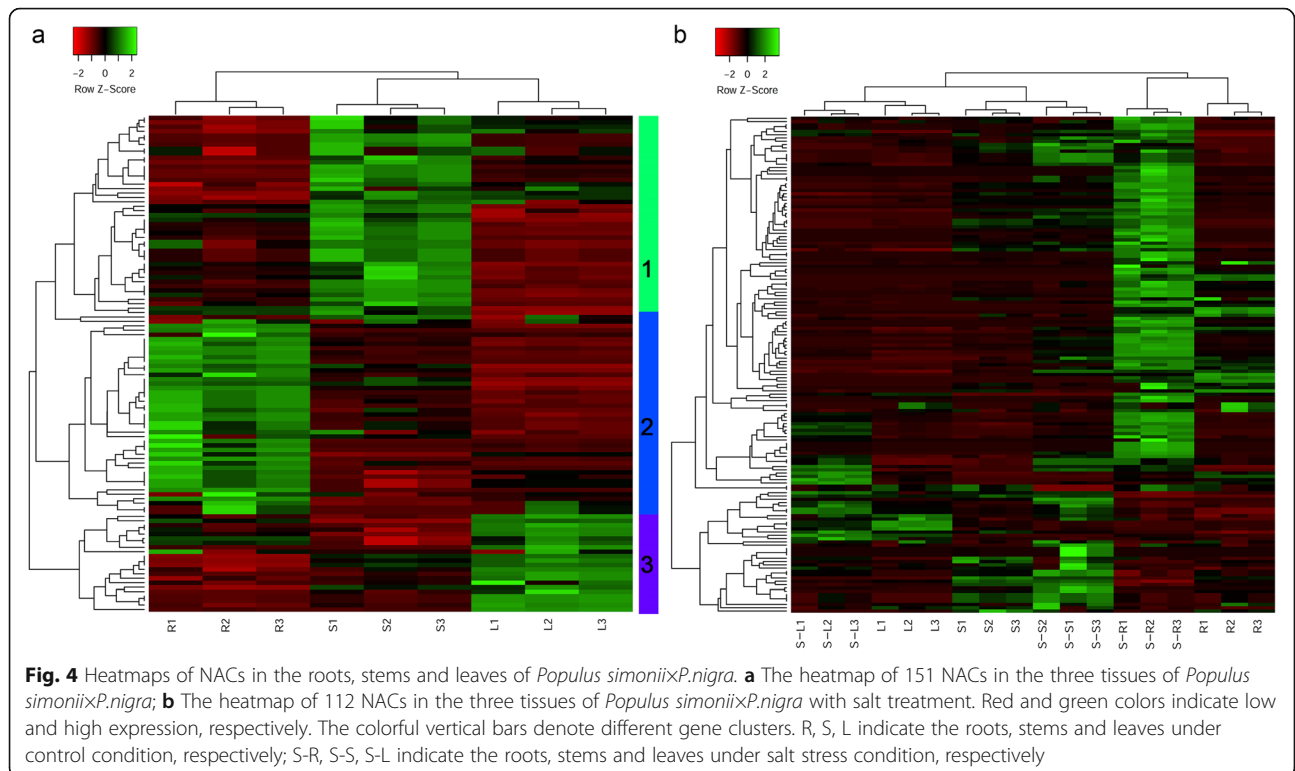 a
b
−2 0 2
Row Z−Score
−2 0 2
Row Z−Score
1
2
3
R1 R2 R3 S1 S2 S3 L1 L2 L3
S−L1 S−L2 S−L3 L1 L2 L3 S1 S2 S3 S−S2 S−S1 S−S3 S−R1 S−R2 S−R3 R1 R2 R3
Fig. 4 Heatmaps of NACs in the roots, stems and leaves of Populus simonii×P.nigra. a The heatmap of 151 NACs in the three tissues of Populus
simonii×P.nigra; b The heatmap of 112 NACs in the three tissues of Populus simonii×P.nigra with salt treatment. Red and green colors indicate low
and high expression, respectively. The colorful vertical bars denote different gene clusters. R, S, L indicate the roots, stems and leaves under
control condition, respectively; S-R, S-S, S-L indicate the roots, stems and leaves under salt stress condition, respectively